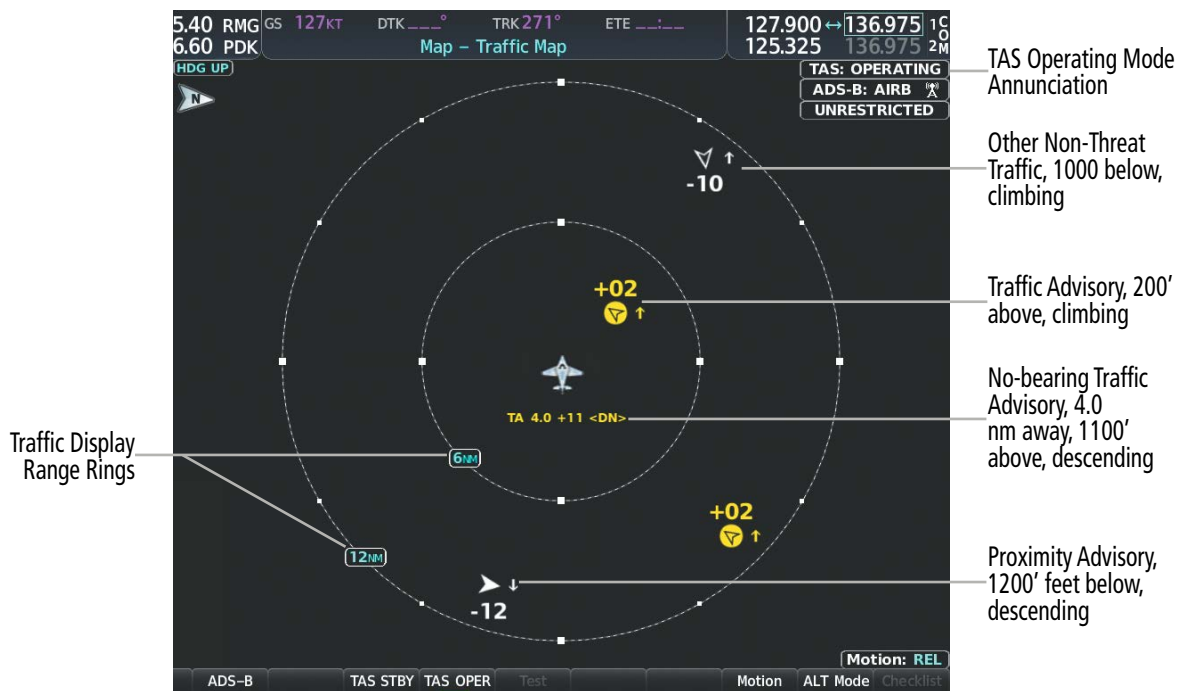 5.40 RMG GS 127KT DTK ___° TRK 271° ETE __:__ 127.900 ↔ 136.975 1 COM
6.60 PDK Map – Traffic Map 125.325 136.975 2
HDG UP
N
TAS: OPERATING
ADS-B: AIRB
UNRESTRICTED
TAS Operating Mode
Annunciation
↑
-10
Other Non-Threat
Traffic, 1000 below,
climbing
+02
↑
Traffic Advisory, 200’
above, climbing
TA 4.0 +11 <DN>
No-bearing Traffic
Advisory, 4.0
nm away, 1100’
above, descending
Traffic Display
Range Rings
6NM
+02
↑
12NM
↓
-12
Proximity Advisory,
1200’ feet below,
descending
Motion: REL
ADS-B TAS STBY TAS OPER Test Motion ALT Mode Checklist